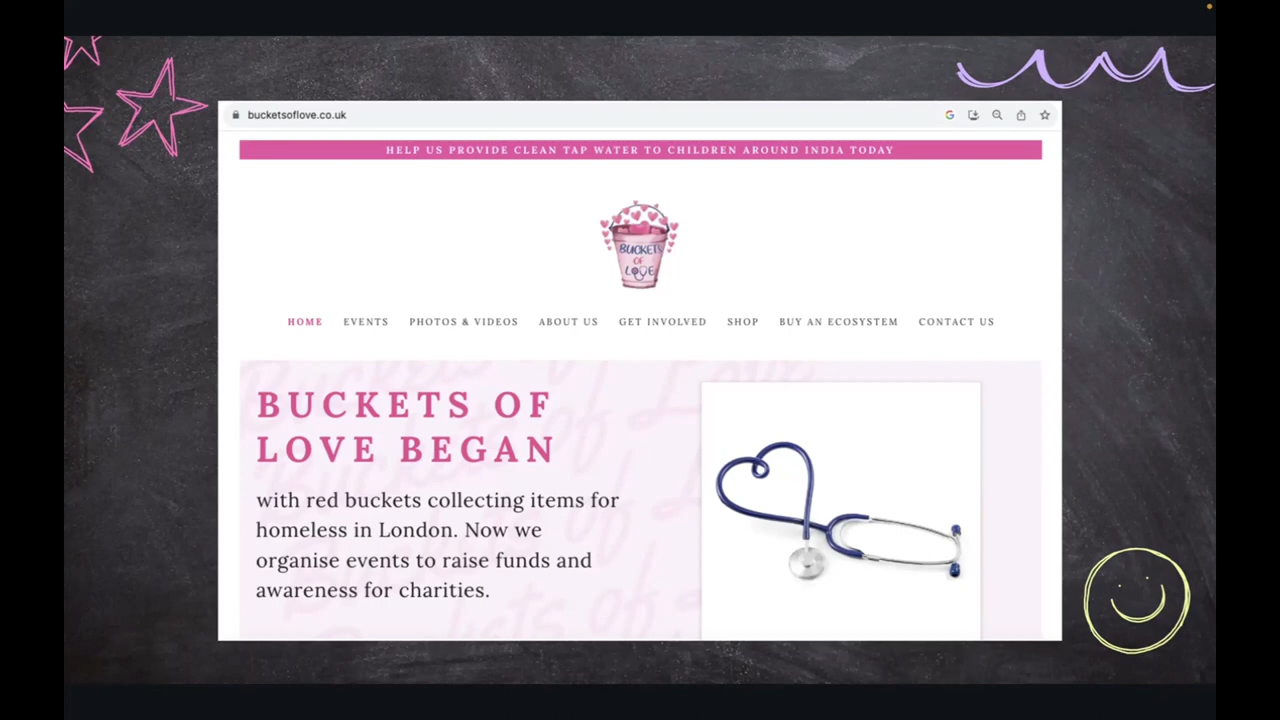 bucketsoflove.co.uk
HELP US PROVIDE CLEAN TAP WATER TO CHILDREN AROUND INDIA TODAY
BUCKETS
OF
LOVE
HOME EVENTS PHOTOS & VIDEOS ABOUT US GET INVOLVED SHOP BUY AN ECOSYSTEM CONTACT US
BUCKETS OF
LOVE BEGAN
with red buckets collecting items for
homeless in London. Now we
organise events to raise funds and
awareness for charities.